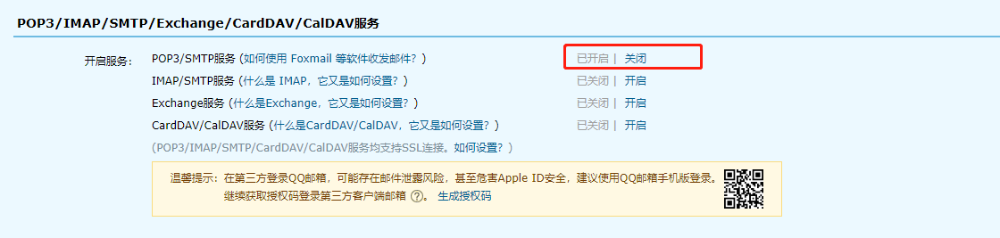 POP3/IMAP/SMTP/Exchange/CardDAV/CalDAV服务
开启服务： POP3/SMTP服务 (如何使用 Foxmail 等软件收发邮件？) 已开启 | 关闭
IMAP/SMTP服务 (什么是 IMAP，它又是如何设置？) 已关闭 | 开启
Exchange服务 (什么是Exchange，它又是如何设置？) 已关闭 | 开启
CardDAV/CalDAV服务 (什么是CardDAV/CalDAV，它又是如何设置？) 已关闭 | 开启
(POP3/IMAP/SMTP/CardDAV/CalDAV服务均支持SSL连接。如何设置？)
温馨提示：在第三方登录QQ邮箱，可能存在邮件泄露风险，甚至危害Apple ID安全，建议使用QQ邮箱手机版登录。
继续获取授权码登录第三方客户端邮箱 ?。 生成授权码